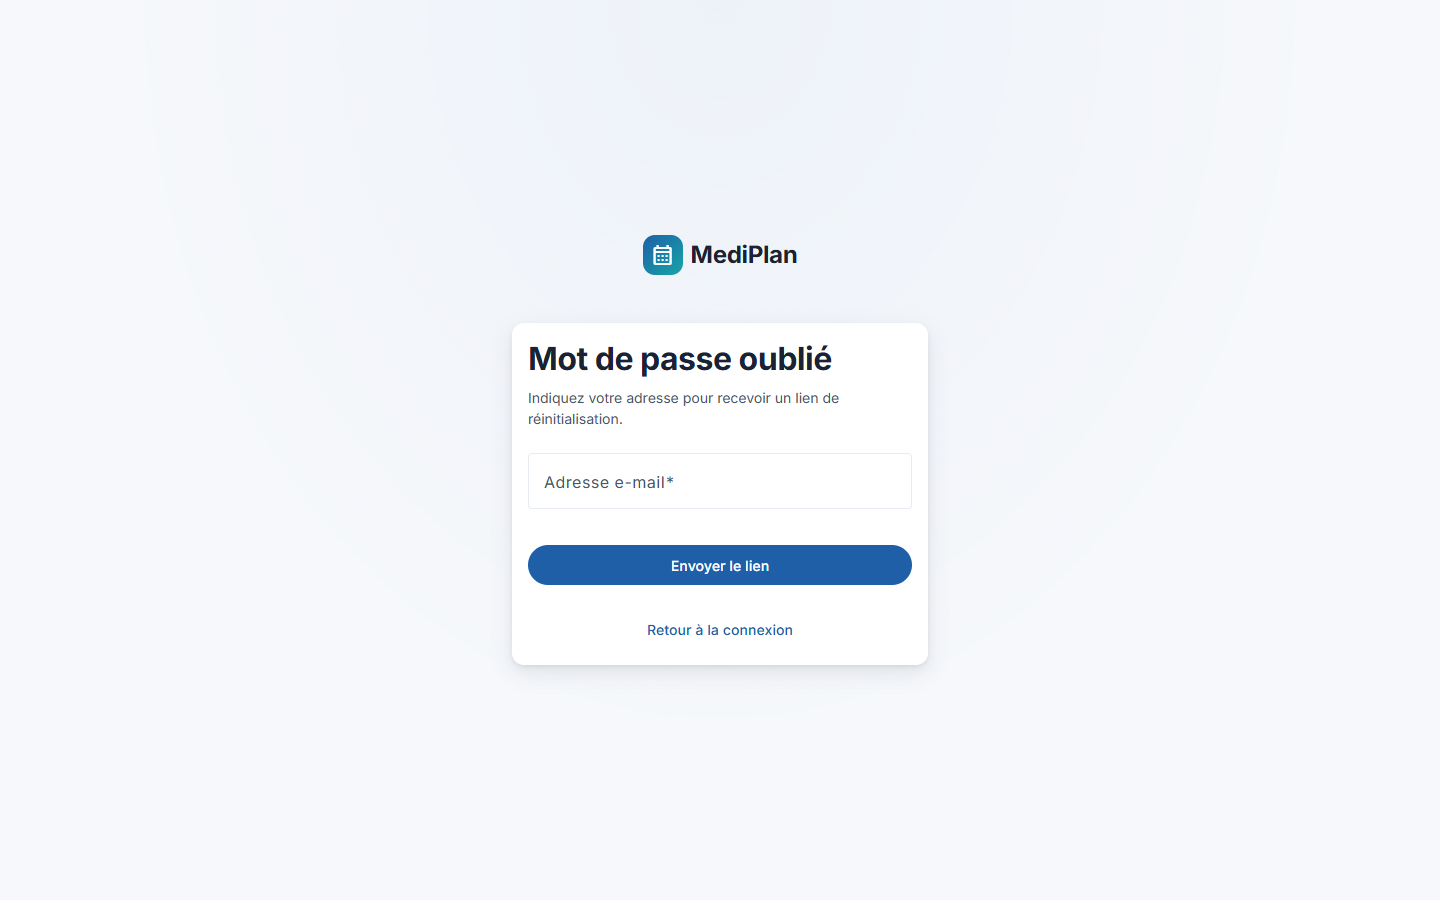 MediPlan
Mot de passe oublié
Indiquez votre adresse pour recevoir un lien de
réinitialisation.
Adresse e-mail*
Envoyer le lien
Retour à la connexion